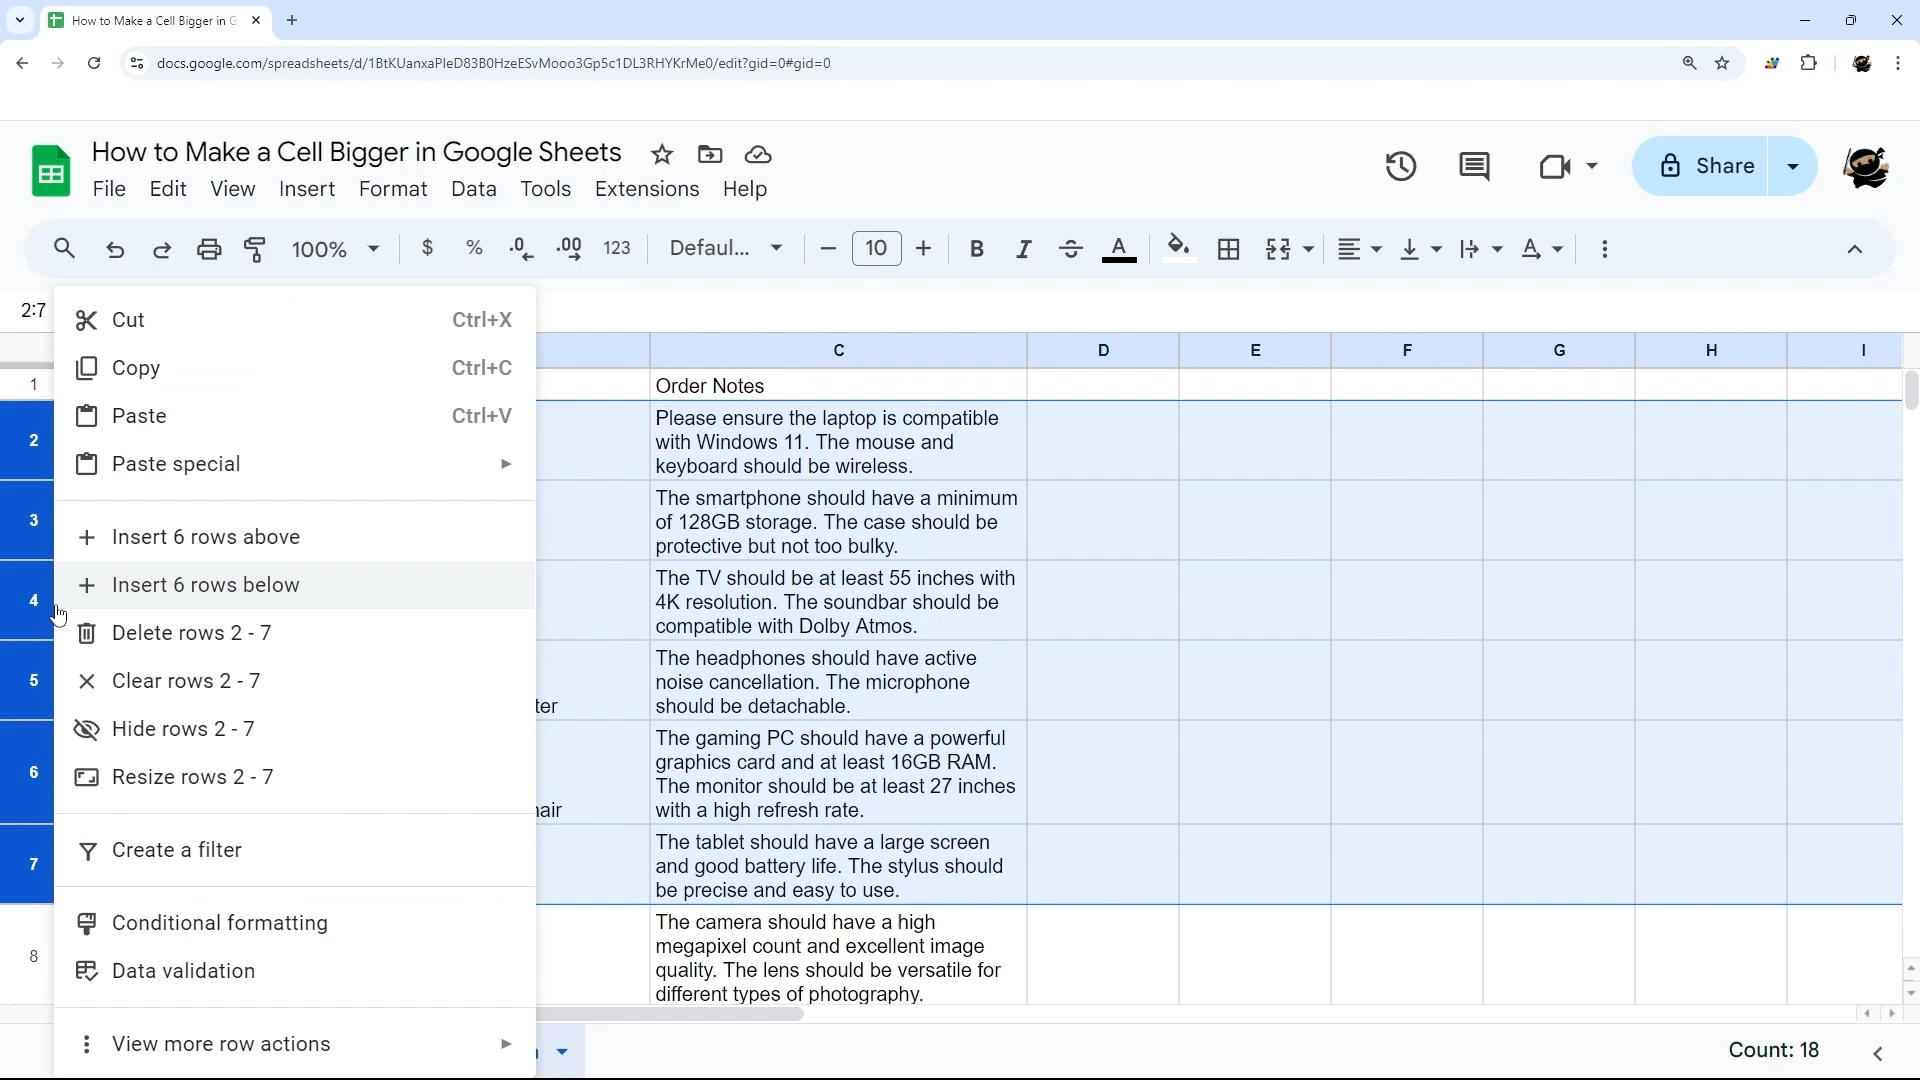 How to Make a Cell Bigger in G
docs.google.com/spreadsheets/d/1BtKUanxaPleD83B0HzeESvMooo3Gp5c1DL3RHYKrMe0/edit?gid=0#gid=0
How to Make a Cell Bigger in Google Sheets
File Edit View Insert Format Data Tools Extensions Help
Share
100% $ % .0 .00 123 Defaul... 10 B I S A
2:7
Cut Ctrl+X
Copy Ctrl+C
Paste Ctrl+V
Paste special
Insert 6 rows above
Insert 6 rows below
Delete rows 2 - 7
Clear rows 2 - 7
Hide rows 2 - 7
Resize rows 2 - 7
Create a filter
Conditional formatting
Data validation
View more row actions
C D E F G H I
1 Order Notes
2 Please ensure the laptop is compatible
with Windows 11. The mouse and
keyboard should be wireless.
3 The smartphone should have a minimum
of 128GB storage. The case should be
protective but not too bulky.
4 The TV should be at least 55 inches with
4K resolution. The soundbar should be
compatible with Dolby Atmos.
5 The headphones should have active
noise cancellation. The microphone
ter should be detachable.
6 The gaming PC should have a powerful
graphics card and at least 16GB RAM.
The monitor should be at least 27 inches
air with a high refresh rate.
7 The tablet should have a large screen
and good battery life. The stylus should
be precise and easy to use.
8 The camera should have a high
megapixel count and excellent image
quality. The lens should be versatile for
different types of photography.
Count: 18